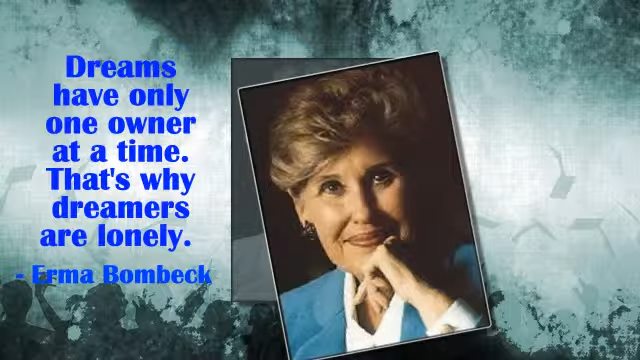 Dreams
have only
one owner
at a time.
That's why
dreamers
are lonely.
- Erma Bombeck